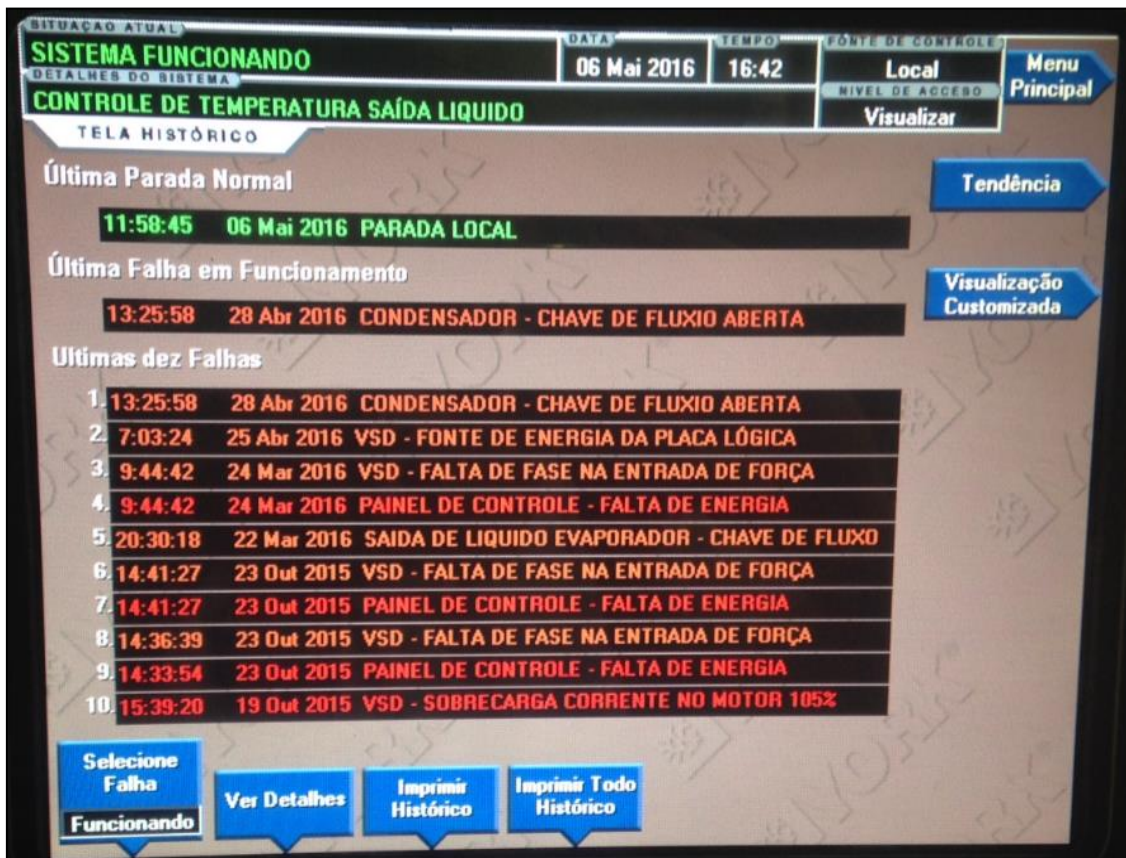 SITUAÇAO ATUAL
SISTEMA FUNCIONANDO
DATA
06 Mai 2016
TEMPO
16:42
FONTE DE CONTROLE
Local
Menu
Principal
DETALHES DO SISTEMA
CONTROLE DE TEMPERATURA SAÍDA LIQUIDO
NIVEL DE ACCESO
Visualizar
TELA HISTÓRICO
Última Parada Normal
Tendência
11:58:45 06 Mai 2016 PARADA LOCAL
Última Falha em Funcionamento
Visualização
Customizada
13:25:58 28 Abr 2016 CONDENSADOR - CHAVE DE FLUXIO ABERTA
Ultimas dez Falhas
1. 13:25:58 28 Abr 2016 CONDENSADOR - CHAVE DE FLUXIO ABERTA
2. 7:03:24 25 Abr 2016 VSD - FONTE DE ENERGIA DA PLACA LÓGICA
3. 9:44:42 24 Mar 2016 VSD - FALTA DE FASE NA ENTRADA DE FORÇA
4. 9:44:42 24 Mar 2016 PAINEL DE CONTROLE - FALTA DE ENERGIA
5. 20:30:18 22 Mar 2016 SAIDA DE LIQUIDO EVAPORADOR - CHAVE DE FLUXO
6. 14:41:27 23 Out 2015 VSD - FALTA DE FASE NA ENTRADA DE FORÇA
7. 14:41:27 23 Out 2015 PAINEL DE CONTROLE - FALTA DE ENERGIA
8. 14:36:39 23 Out 2015 VSD - FALTA DE FASE NA ENTRADA DE FORÇA
9. 14:33:54 23 Out 2015 PAINEL DE CONTROLE - FALTA DE ENERGIA
10. 15:39:20 19 Out 2015 VSD - SOBRECARGA CORRENTE NO MOTOR 105%
Selecione
Falha
Funcionando
Ver Detalhes
Imprimir
Histórico
Imprimir Todo
Histórico
YORK